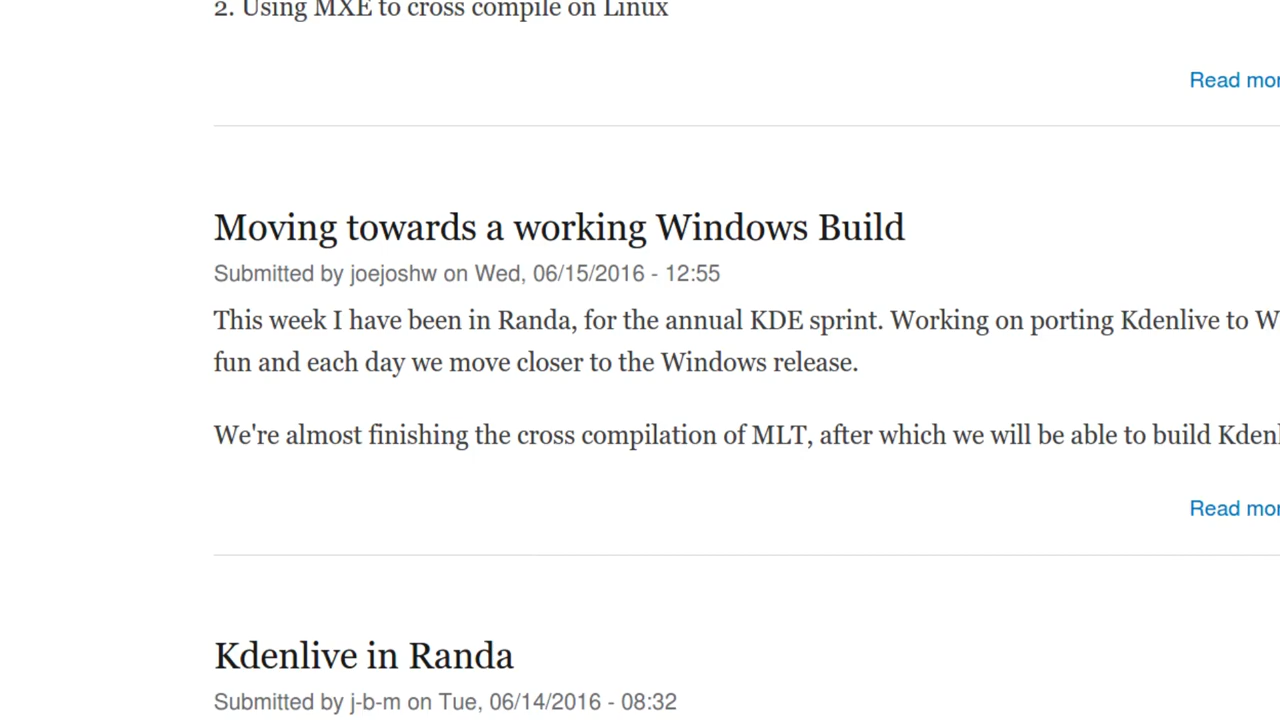 2. Using MXE to cross compile on Linux
Read
Moving towards a working Windows Build
Submitted by joejoshw on Wed, 06/15/2016 - 12:55
This week I have been in Randa, for the annual KDE sprint. Working on porting Kdenlive to
fun and each day we move closer to the Windows release.
We're almost finishing the cross compilation of MLT, after which we will be able to build
Read
Kdenlive in Randa
Submitted by j-b-m on Tue, 06/14/2016 - 08:32